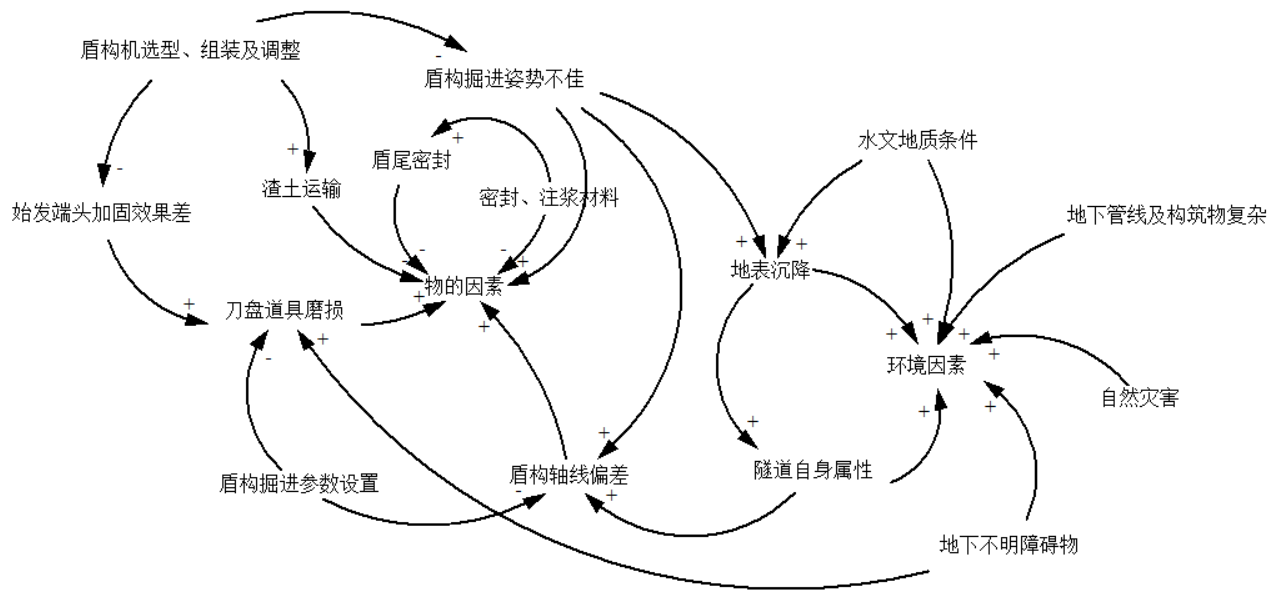 盾构机选型、组装及调整
盾构掘进姿势不佳
盾尾密封
水文地质条件
渣土运输
密封、注浆材料
始发端头加固效果差
地下管线及构筑物复杂
地表沉降
物的因素
刀盘道具磨损
环境因素
自然灾害
盾构掘进参数设置
盾构轴线偏差
隧道自身属性
地下不明障碍物